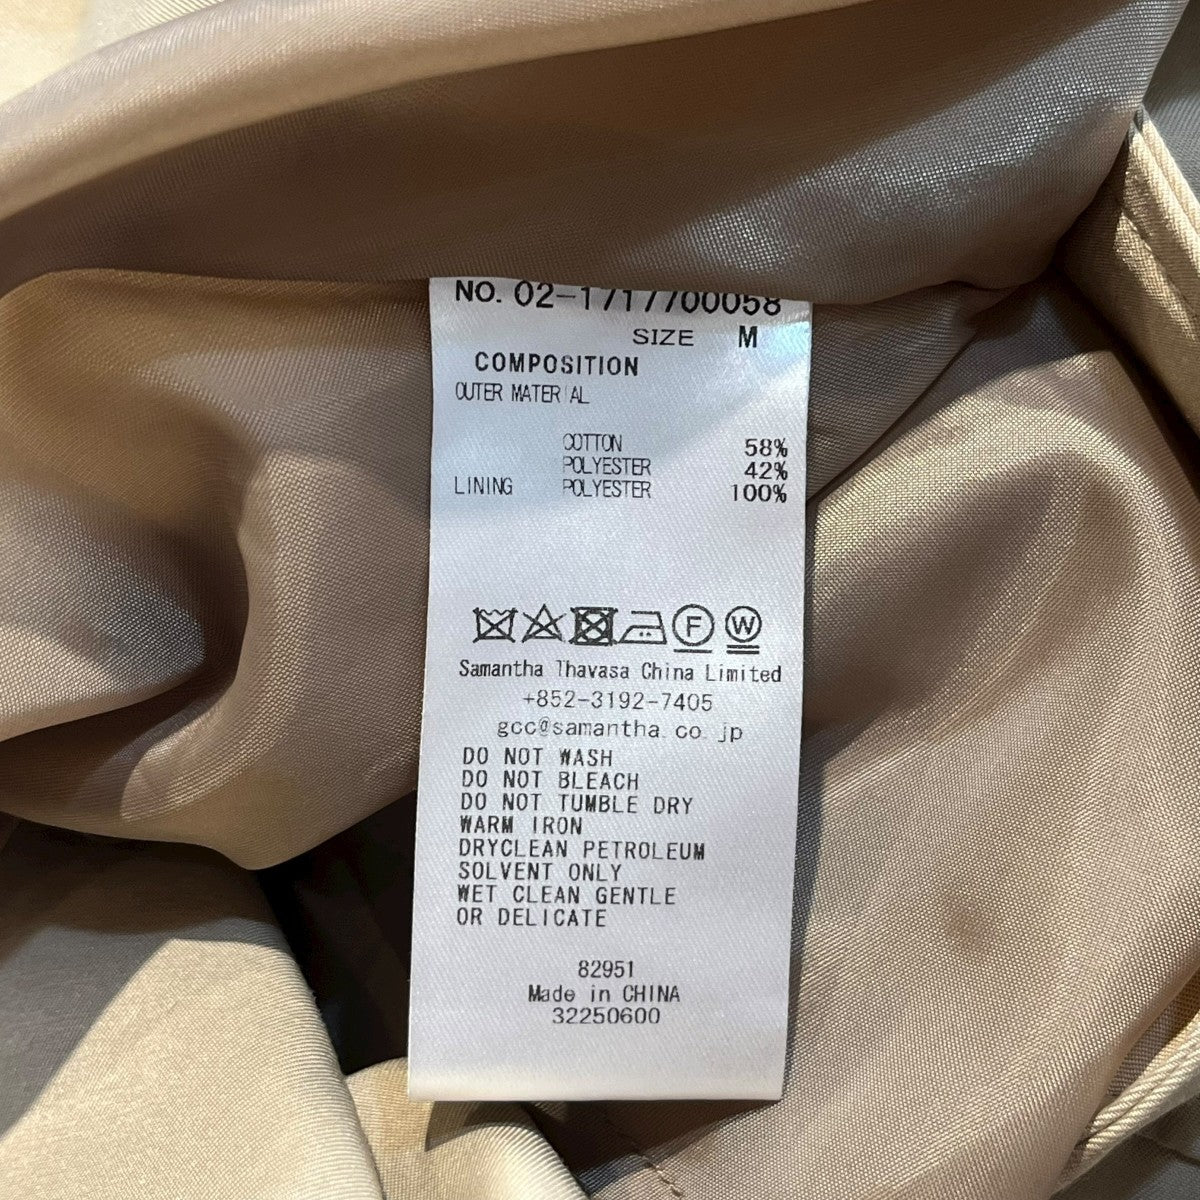 NO. 02-1717700058
SIZE M
COMPOSITION
OUTER MATERIAL
COTTON 58%
POLYESTER 42%
LINING POLYESTER 100%
F W
Samantha Thavasa China Limited
+852-3192-7405
gcc@samantha.co.jp
DO NOT WASH
DO NOT BLEACH
DO NOT TUMBLE DRY
WARM IRON
DRYCLEAN PETROLEUM
SOLVENT ONLY
WET CLEAN GENTLE
OR DELICATE
82951
Made in CHINA
32250600